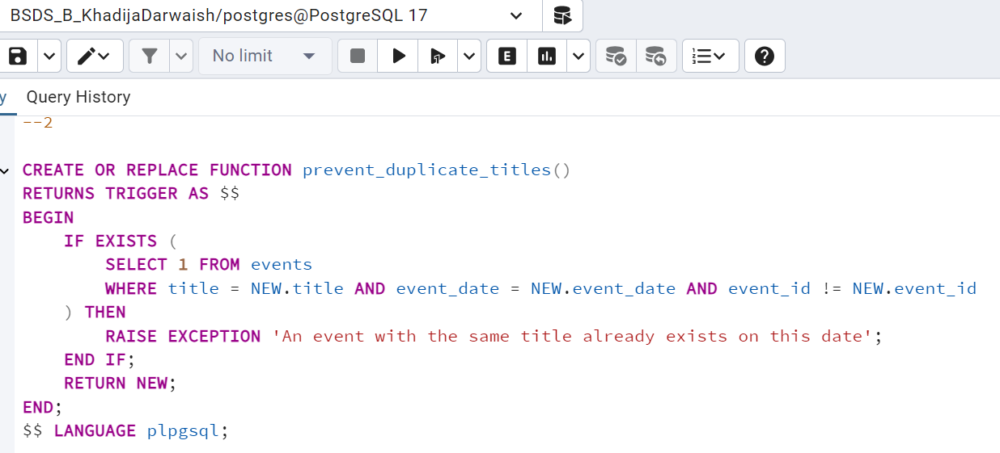 BSDS_B_KhadijaDarwaish/postgres@PostgreSQL 17
No limit
E
y Query History
--2
CREATE OR REPLACE FUNCTION prevent_duplicate_titles()
RETURNS TRIGGER AS $$
BEGIN
    IF EXISTS (
        SELECT 1 FROM events
        WHERE title = NEW.title AND event_date = NEW.event_date AND event_id != NEW.event_id
    ) THEN
        RAISE EXCEPTION 'An event with the same title already exists on this date';
    END IF;
    RETURN NEW;
END;
$$ LANGUAGE plpgsql;